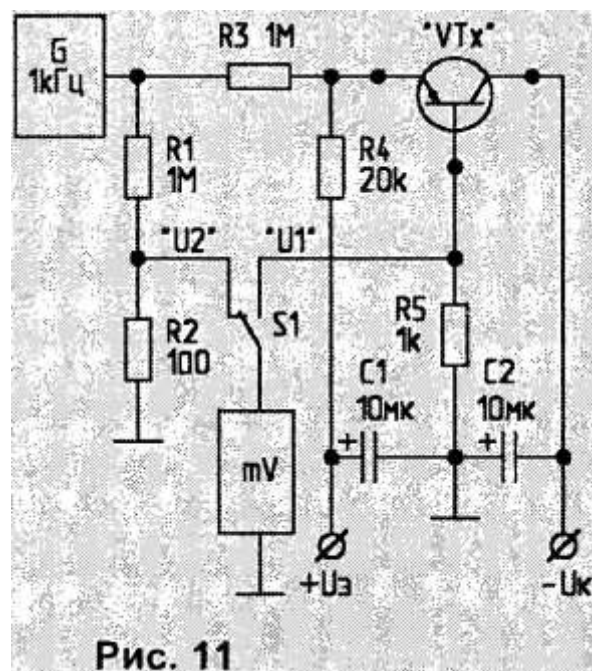 G
1кГц
R3 1M
"VTx"
R1
1M
R4
20k
"U2"
"U1"
R2
100
S1
R5
1k
C1
10мк
C2
10мк
+
+
mV
+Uэ
-Uк
Рис. 11